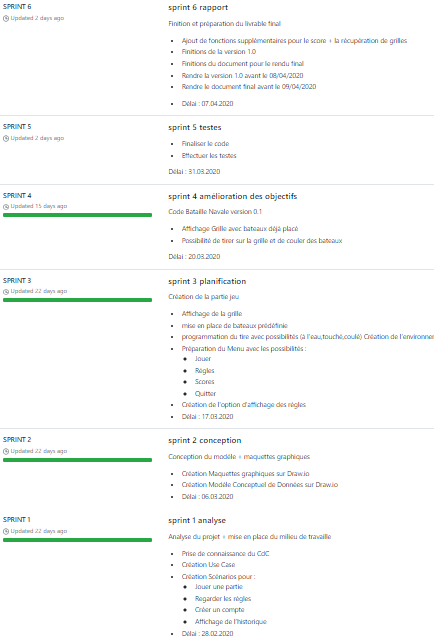 SPRINT 6
Updated 2 days ago
sprint 6 rapport
Finition et préparation du livrable final
Ajout de fonctions supplémentaires pour le score + la récupération de grilles
Finitions de la version 1.0
Finitions du document pour le rendu final
Rendre la version 1.0 avant le 08/04/2020
Rendre le document final avant le 09/04/2020
Délai : 07.04.2020
SPRINT 5
Updated 2 days ago
sprint 5 testes
Finaliser le code
Effectuer les testes
Délai : 31.03.2020
SPRINT 4
Updated 15 days ago
sprint 4 amélioration des objectifs
Code Bataille Navale version 0.1
Affichage Grille avec bateaux déjà placé
Possibilité de tirer sur la grille et de couler des bateaux
Délai : 20.03.2020
SPRINT 3
Updated 22 days ago
sprint 3 planification
Création de la partie jeu
Affichage de la grille
mise en place de bateaux prédéfinie
programmation du tire avec possibilités (à l'eau,touché,coulé) Création de l'environne
Préparation du Menu avec les possibilités :
Jouer
Régles
Scores
Quitter
Création de l'option d'affichage des régles
Délai : 17.03.2020
SPRINT 2
Updated 22 days ago
sprint 2 conception
Conception du modèle + maquettes graphiques
Création Maquettes graphiques sur Draw.io
Création Modèle Conceptuel de Données sur Draw.io
Délai : 06.03.2020
SPRINT 1
Updated 22 days ago
sprint 1 analyse
Analyse du projet + mise en place du milieu de travaille
Prise de connaissance du CdC
Création Use Case
Création Scénarios pour :
Jouer une partie
Regarder les règles
Créer un compte
Affichage de l'historique
Délai : 28.02.2020